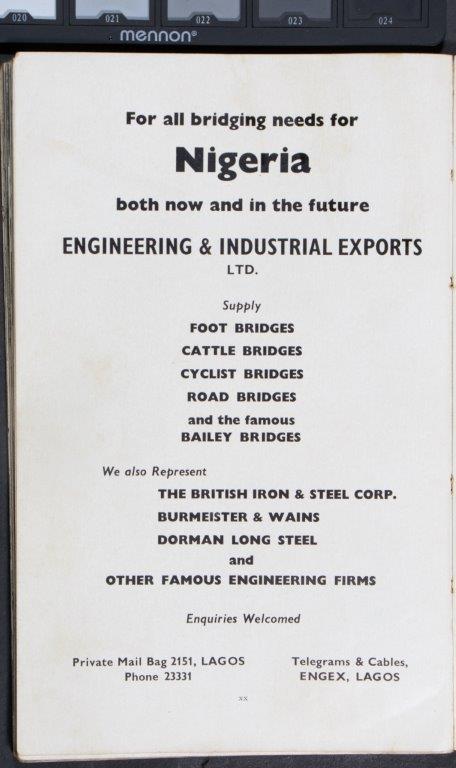 020 021 022 023 024
mennon®
For all bridging needs for
Nigeria
both now and in the future
ENGINEERING & INDUSTRIAL EXPORTS
LTD.
Supply
FOOT BRIDGES
CATTLE BRIDGES
CYCLIST BRIDGES
ROAD BRIDGES
and the famous
BAILEY BRIDGES
We also Represent
THE BRITISH IRON & STEEL CORP.
BURMEISTER & WAINS
DORMAN LONG STEEL
and
OTHER FAMOUS ENGINEERING FIRMS
Enquiries Welcomed
Private Mail Bag 2151, LAGOS
Phone 23331
Telegrams & Cables,
ENGEX, LAGOS
xx